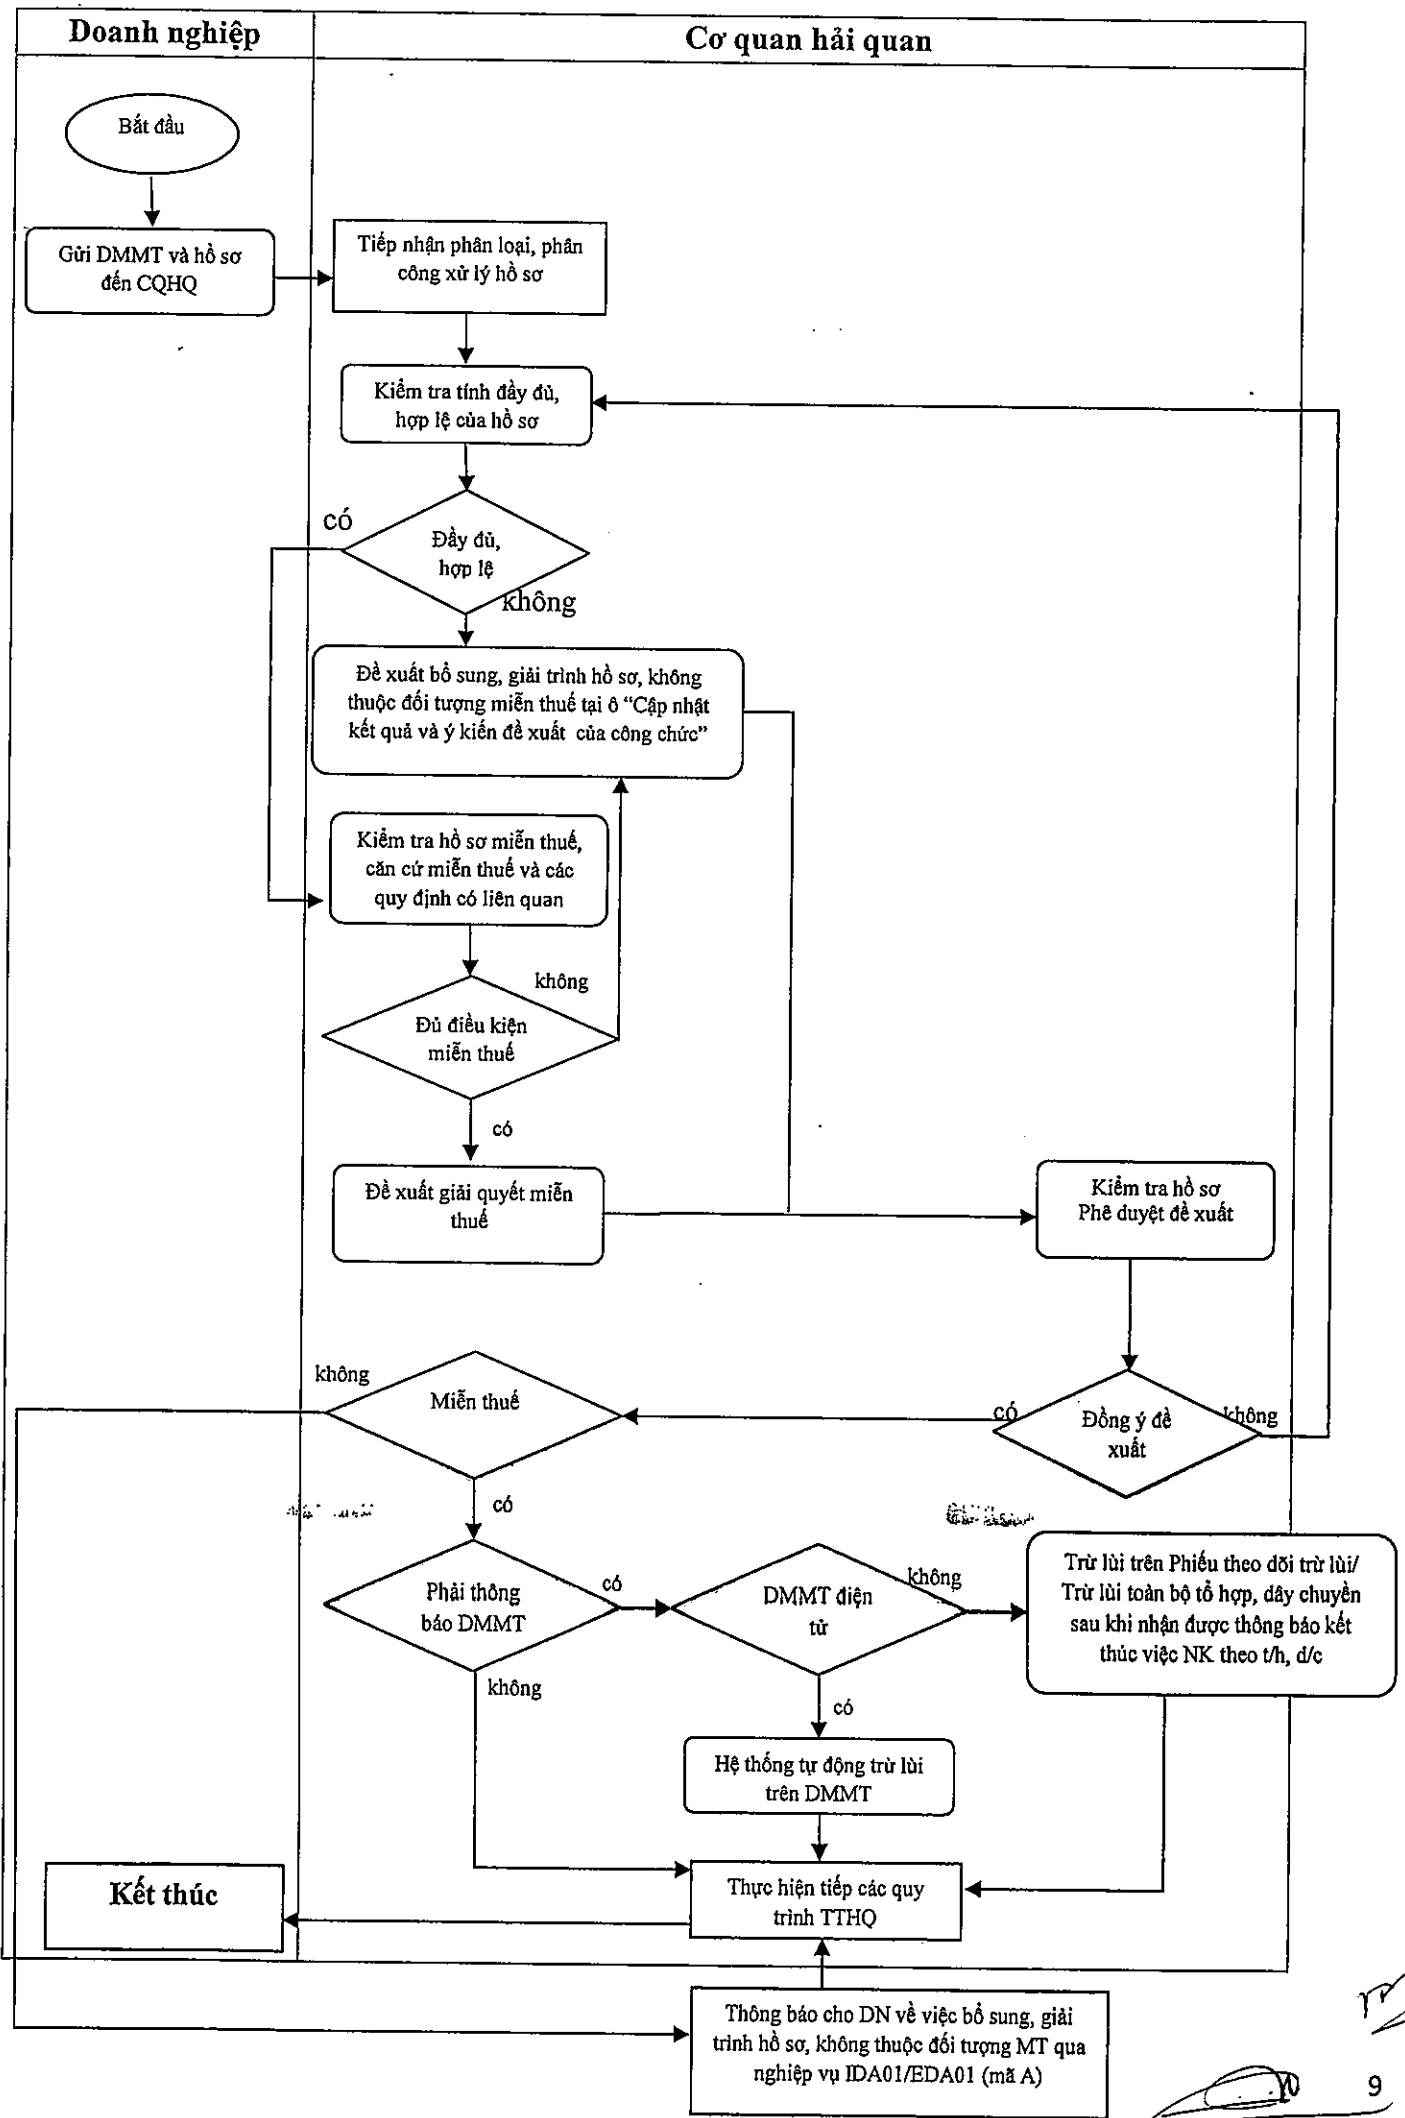 Doanh nghiệp
Cơ quan hải quan
Bắt đầu
Gửi DMMT và hồ sơ
đến CQHQ
Tiếp nhận phân loại, phân
công xử lý hồ sơ
Kiểm tra tính đầy đủ,
hợp lệ của hồ sơ
có
Đầy đủ,
hợp lệ
không
Đề xuất bổ sung, giải trình hồ sơ, không
thuộc đối tượng miễn thuế tại ô “Cập nhật
kết quả và ý kiến đề xuất của công chức”
Kiểm tra hồ sơ miễn thuế,
căn cứ miễn thuế và các
quy định có liên quan
không
Đủ điều kiện
miễn thuế
có
Đề xuất giải quyết miễn
thuế
Kiểm tra hồ sơ
Phê duyệt đề xuất
không
Miễn thuế
có
Đồng ý đề
xuất
không
có
Phải thông
báo DMMT
có
DMMT điện
tử
không
Trừ lùi trên Phiếu theo dõi trừ lùi/
Trừ lùi toàn bộ tổ hợp, dây chuyền
sau khi nhận được thông báo kết
thúc việc NK theo t/h, d/c
không
có
Hệ thống tự động trừ lùi
trên DMMT
Kết thúc
Thực hiện tiếp các quy
trình TTHQ
Thông báo cho DN về việc bổ sung, giải
trình hồ sơ, không thuộc đối tượng MT qua
nghiệp vụ IDA01/EDA01 (mã A)
9